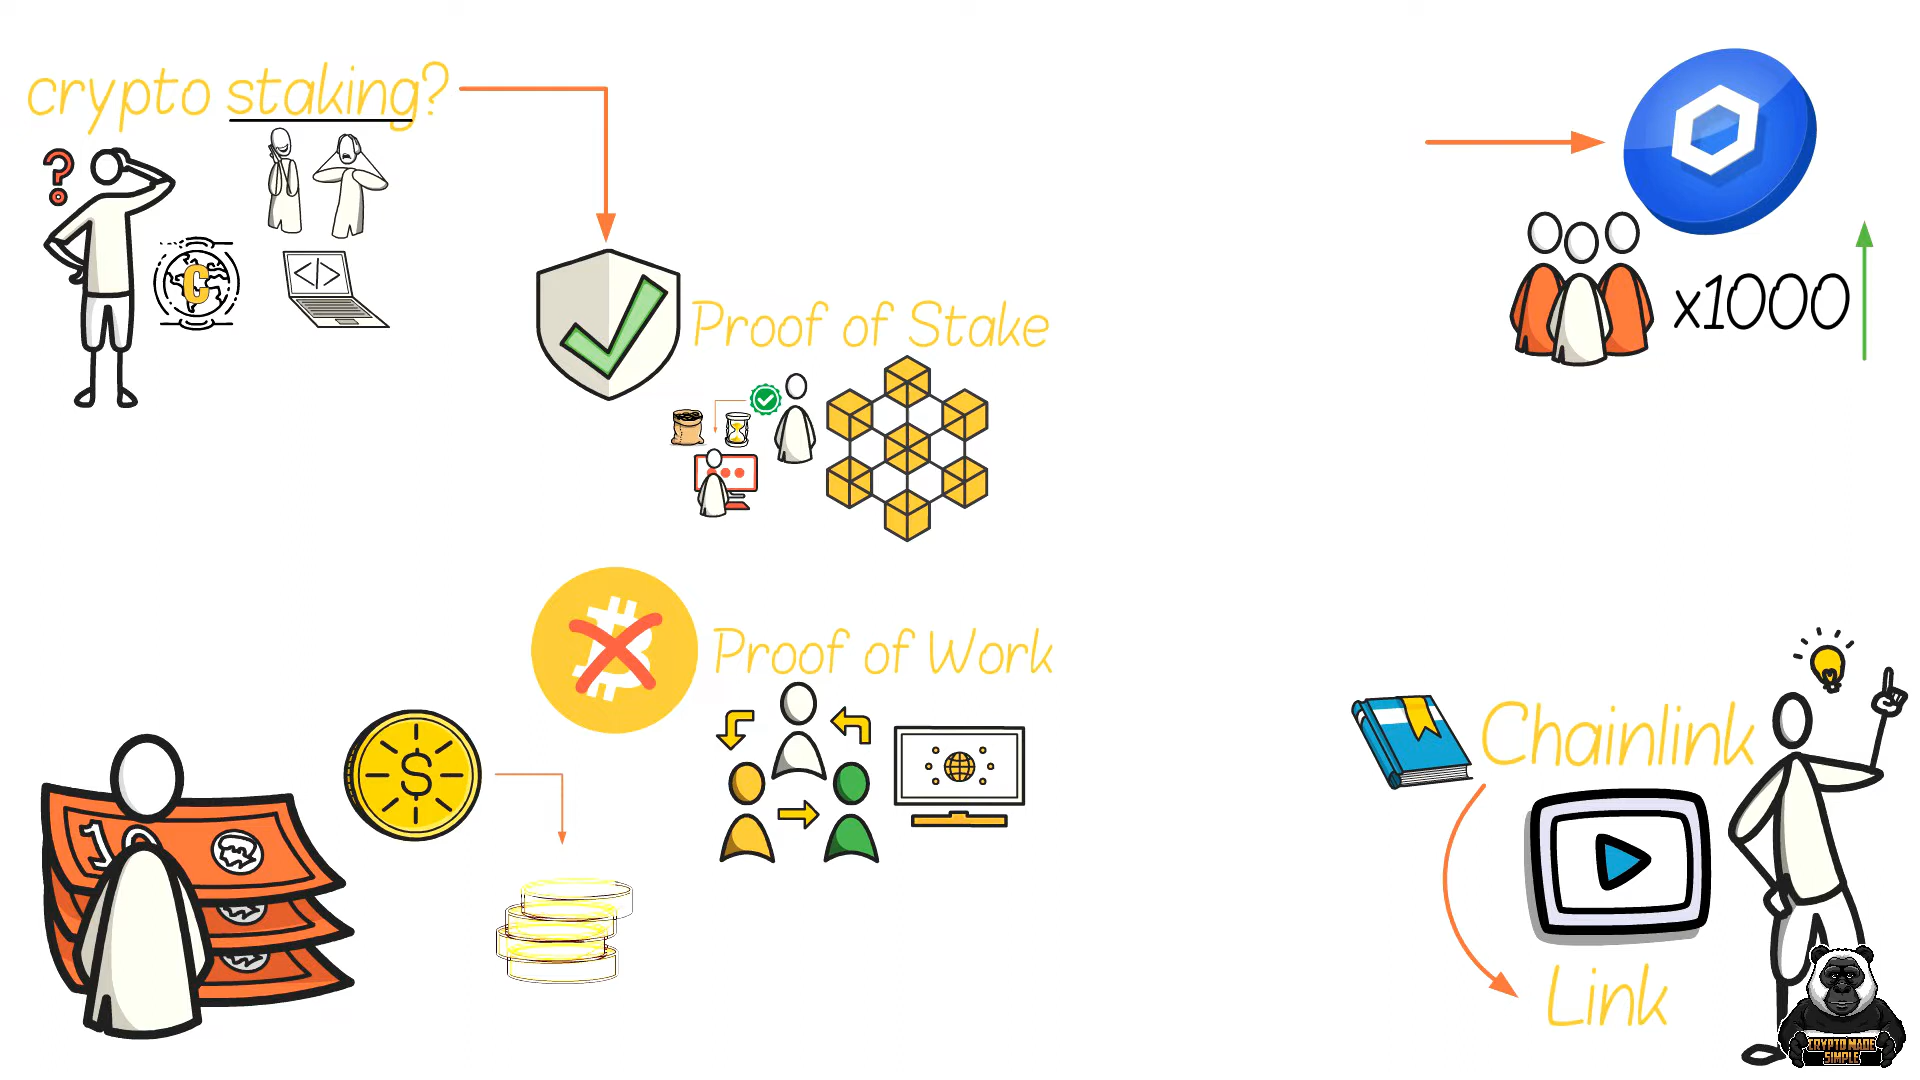 crypto staking?
Proof of Stake
x1000
Proof of Work
Chainlink
Link
CRYPTO MADE
SIMPLE